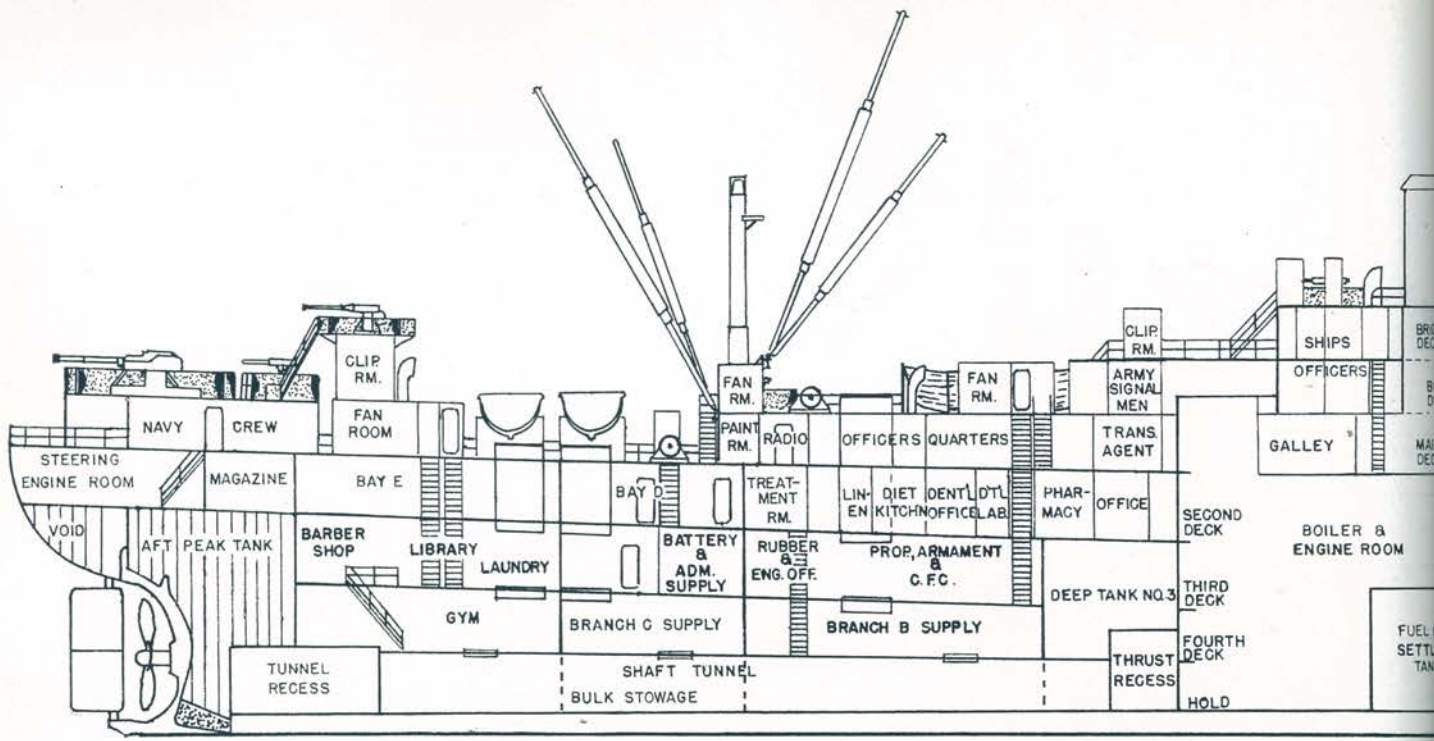 CLIP.
RM.
CLIP.
RM.
SHIPS
OFFICERS
FAN
RM.
FAN
RM.
ARMY
SIGNAL
MEN
NAVY
CREW
FAN
ROOM
PAINT
RM.
RADIO
OFFICERS
QUARTERS
TRANS.
AGENT
GALLEY
STEERING
ENGINE ROOM
MAGAZINE
BAY E
BAY D
TREAT-
MENT
RM.
LIN-
EN
DIET
KITCHN
DENT'L
OFFICE
D'T'L
LAB.
PHAR-
MACY
OFFICE
SECOND
DECK
BOILER &
ENGINE ROOM
VOID
AFT PEAK TANK
BARBER
SHOP
LIBRARY
LAUNDRY
BATTERY
&
ADM.
SUPPLY
RUBBER
&
ENG. OFF.
PROP, ARMAMENT
&
C.F.C.
DEEP TANK NO.3
THIRD
DECK
GYM
BRANCH C SUPPLY
BRANCH B SUPPLY
FOURTH
DECK
TUNNEL
RECESS
SHAFT TUNNEL
BULK STOWAGE
THRUST
RECESS
HOLD
FUEL